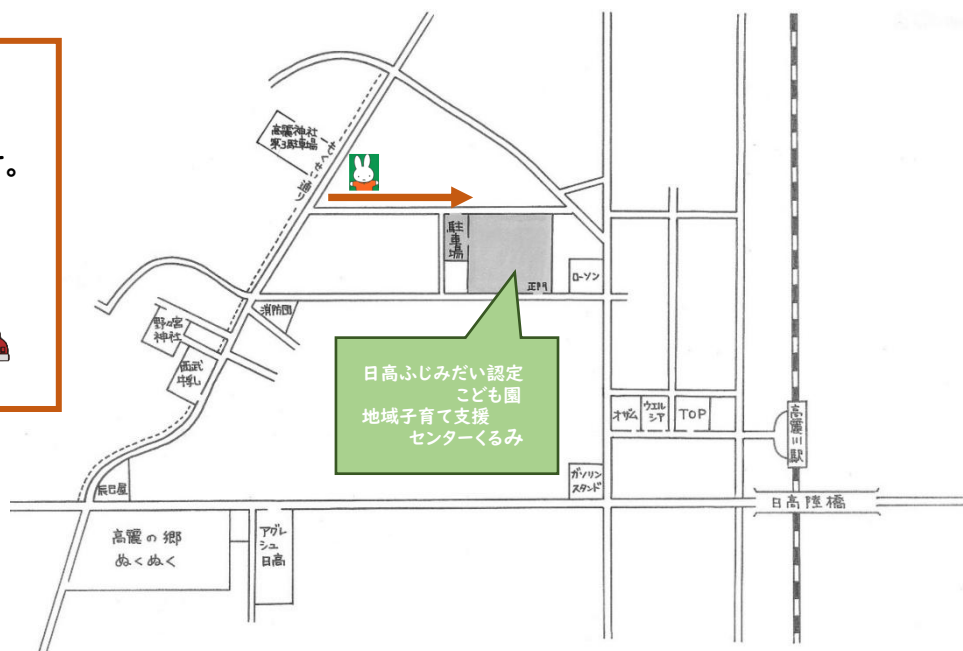 す。
高麗神社
第3駐車場
かくせい通り
駐車場
正門
ローソン
消防団
野々宮
神社
西武
牛乳
日高ふじみだい認定
こども園
地域子育て支援
センターくるみ
オザム
ウエル
シア
TOP
高麗川駅
ガソリン
スタンド
辰巳屋
日高陸橋
高麗の郷
ぬくぬく
アグレ
シュ
日高